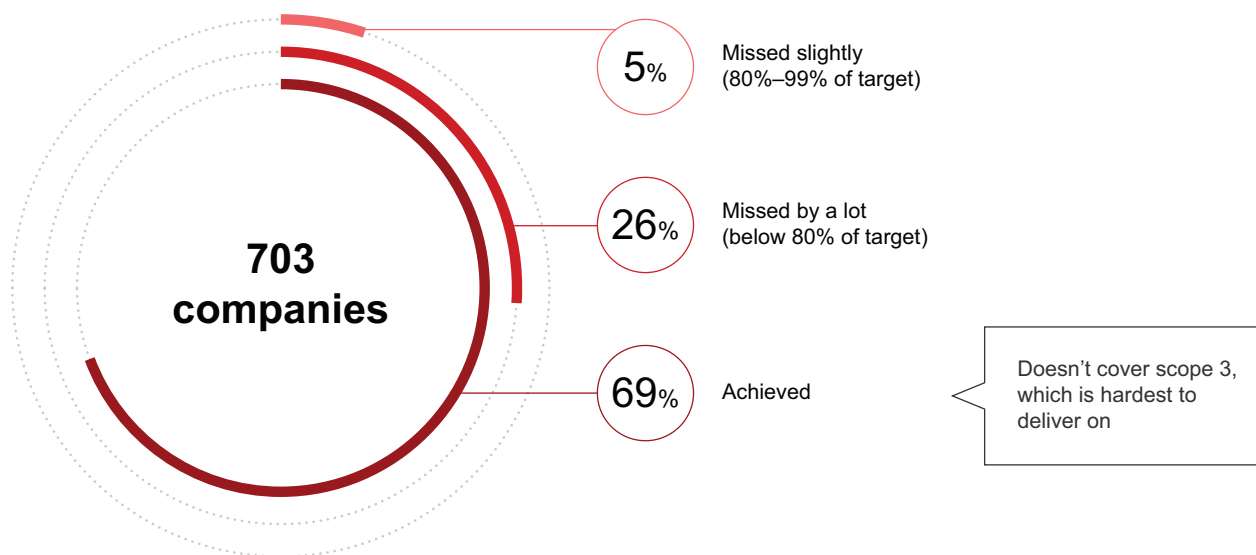 5%
Missed slightly
(80%–99% of target)
26%
Missed by a lot
(below 80% of target)
703
companies
69%
Achieved
Doesn’t cover scope 3,
which is hardest to
deliver on